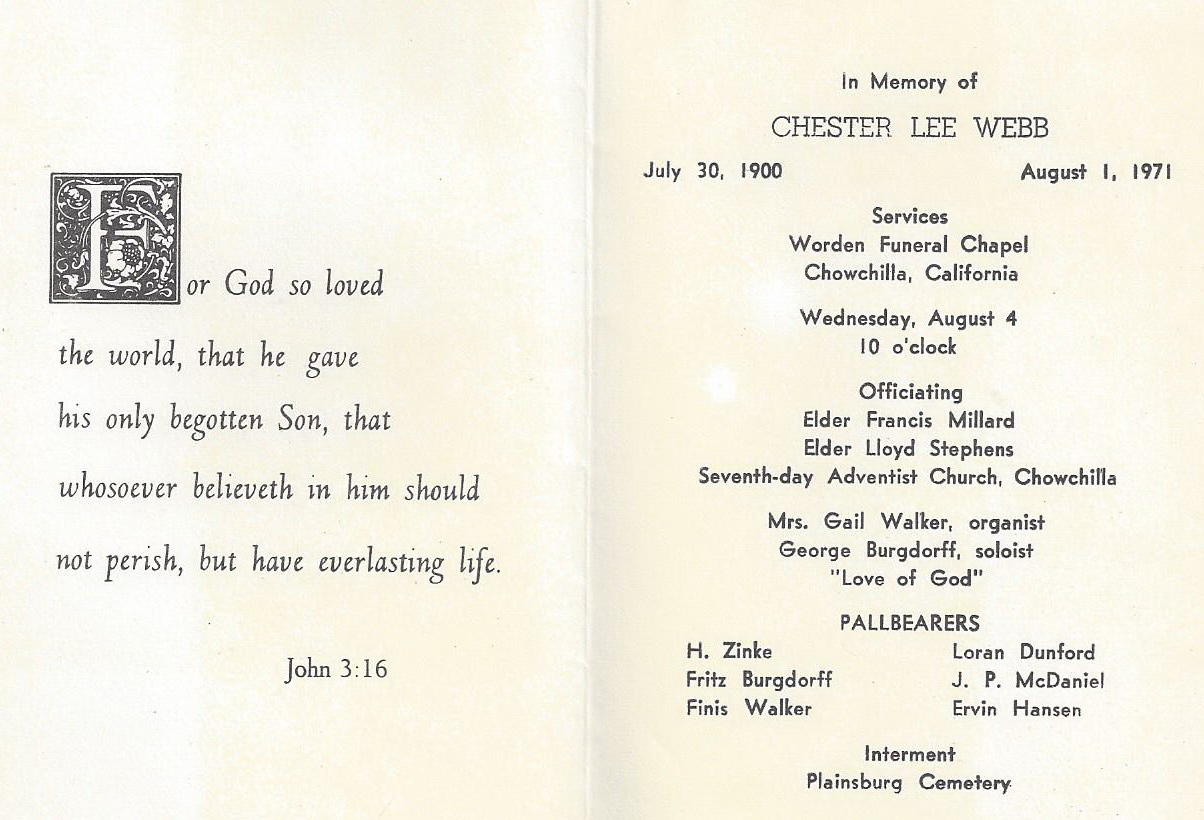 For God so loved
the world, that he gave
his only begotten Son, that
whosoever believeth in him should
not perish, but have everlasting life.
John 3:16
In Memory of
CHESTER LEE WEBB
July 30, 1900 August 1, 1971
Services
Worden Funeral Chapel
Chowchilla, California
Wednesday, August 4
10 o'clock
Officiating
Elder Francis Millard
Elder Lloyd Stephens
Seventh-day Adventist Church, Chowchilla
Mrs. Gail Walker, organist
George Burgdorff, soloist
"Love of God"
PALLBEARERS
H. Zinke Loran Dunford
Fritz Burgdorff J. P. McDaniel
Finis Walker Ervin Hansen
Interment
Plainsburg Cemetery